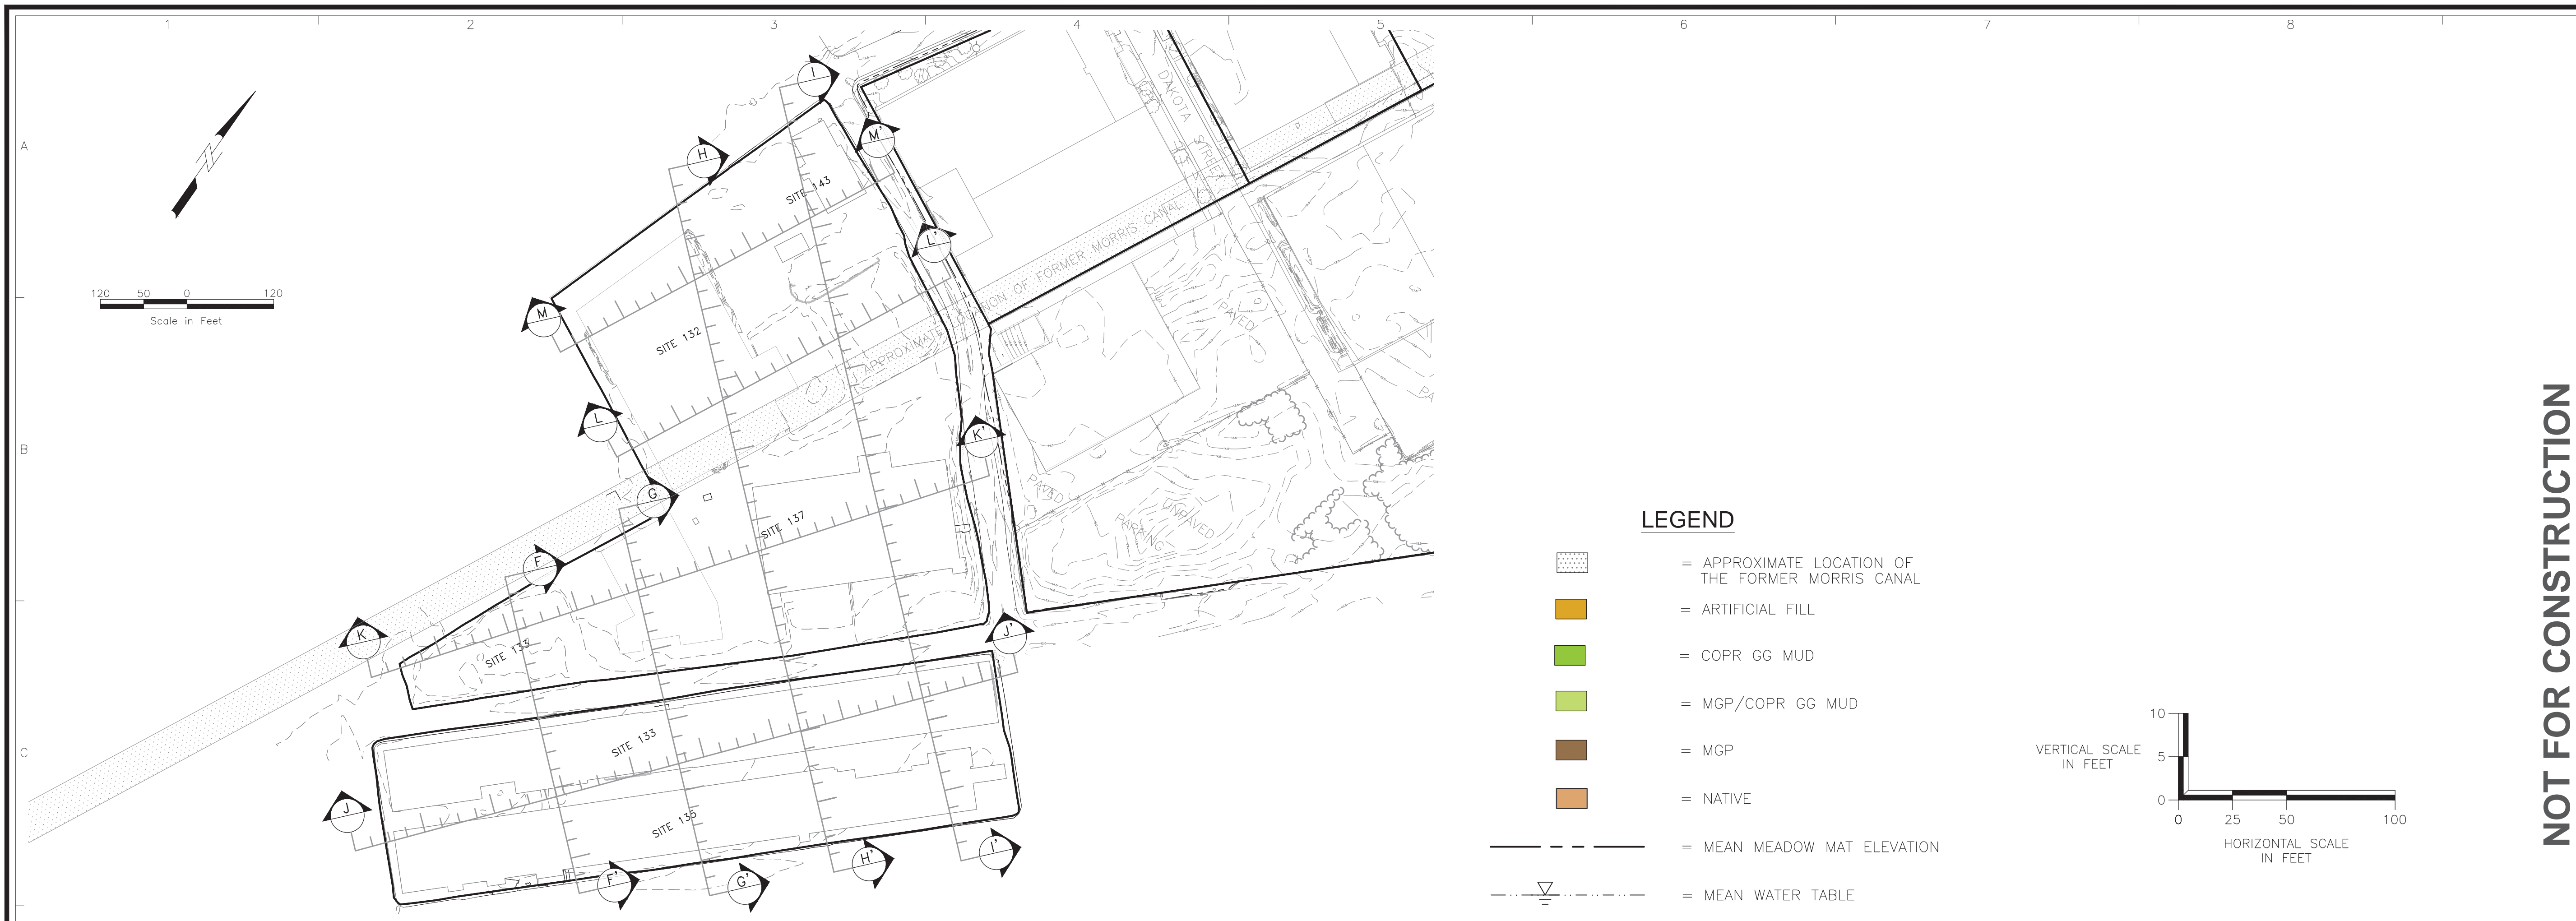 1 2 3 4 5 6 7 8
A
B
C
120 50 0 120
Scale in Feet
I
H
M'
L'
M
L
K'
G
F
K
J'
J
F'
G'
H'
I'
SITE 143
SITE 132
SITE 137
SITE 133
SITE 133
SITE 135
DAKOTA STREET
APPROXIMATE LOCATION OF FORMER MORRIS CANAL
PAVED
PAVED
PARKING
UNPAVED
PA
LEGEND
= APPROXIMATE LOCATION OF
THE FORMER MORRIS CANAL
= ARTIFICIAL FILL
= COPR GG MUD
= MGP/COPR GG MUD
= MGP
= NATIVE
= MEAN MEADOW MAT ELEVATION
= MEAN WATER TABLE
10
5
0
VERTICAL SCALE
IN FEET
0 25 50 100
HORIZONTAL SCALE
IN FEET
NOT FOR CONSTRUCTION